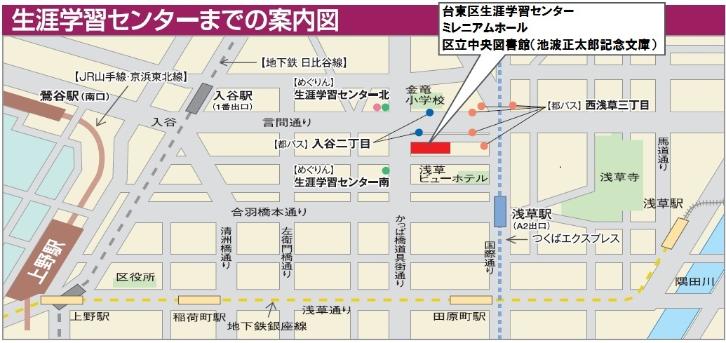 生涯学習センターまでの案内図
台東区生涯学習センター
ミレニアムホール
区立中央図書館(池波正太郎記念文庫)
【地下鉄 日比谷線】
【JR山手線・京浜東北線】
鶯谷駅(南口)
入谷駅
(1番出口)
【めぐりん】
生涯学習センター北
金竜
小学校
【都バス】西浅草三丁目
入谷
言問通り
【都バス】入谷二丁目
【めぐりん】
生涯学習センター南
浅草
ビューホテル
馬道通り
浅草寺
浅草駅
合羽橋本通り
浅草駅
(A2出口)
つくばエクスプレス
清洲橋通り
左衛門橋通り
かっぱ橋道具街通り
国際通り
上野駅
区役所
隅田川
上野駅
稲荷町駅
地下鉄銀座線
浅草通り
田原町駅